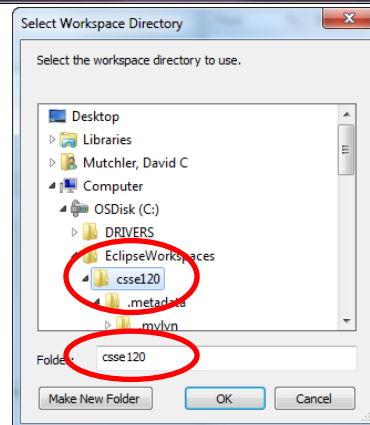 Select Workspace Directory
Select the workspace directory to use.
Desktop
Libraries
Mutchler, David C
Computer
OSDisk (C:)
DRIVERS
EclipseWorkspaces
csse120
.metadata
.mylyn
Folder: csse120
Make New Folder OK Cancel